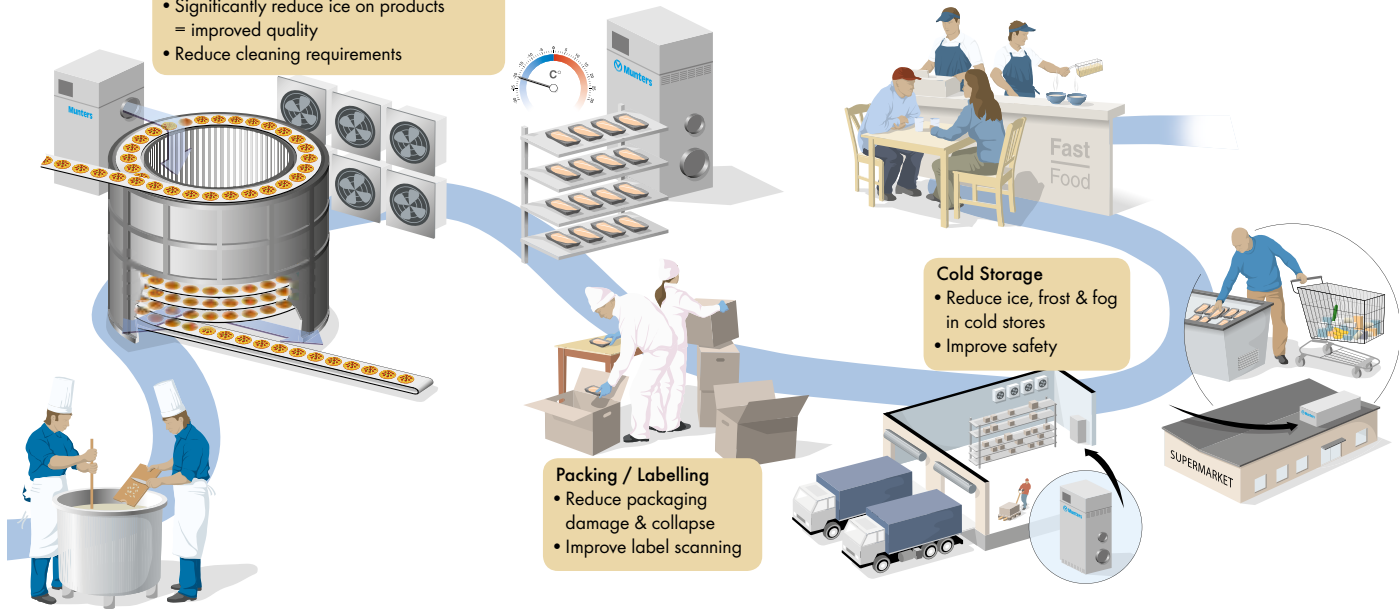 • Significantly reduce ice on products
= improved quality
• Reduce cleaning requirements
Munters
C°
Munters
Fast
Food
Cold Storage
• Reduce ice, frost & fog
in cold stores
• Improve safety
Packing / Labelling
• Reduce packaging
damage & collapse
• Improve label scanning
Munters
SUPERMARKET